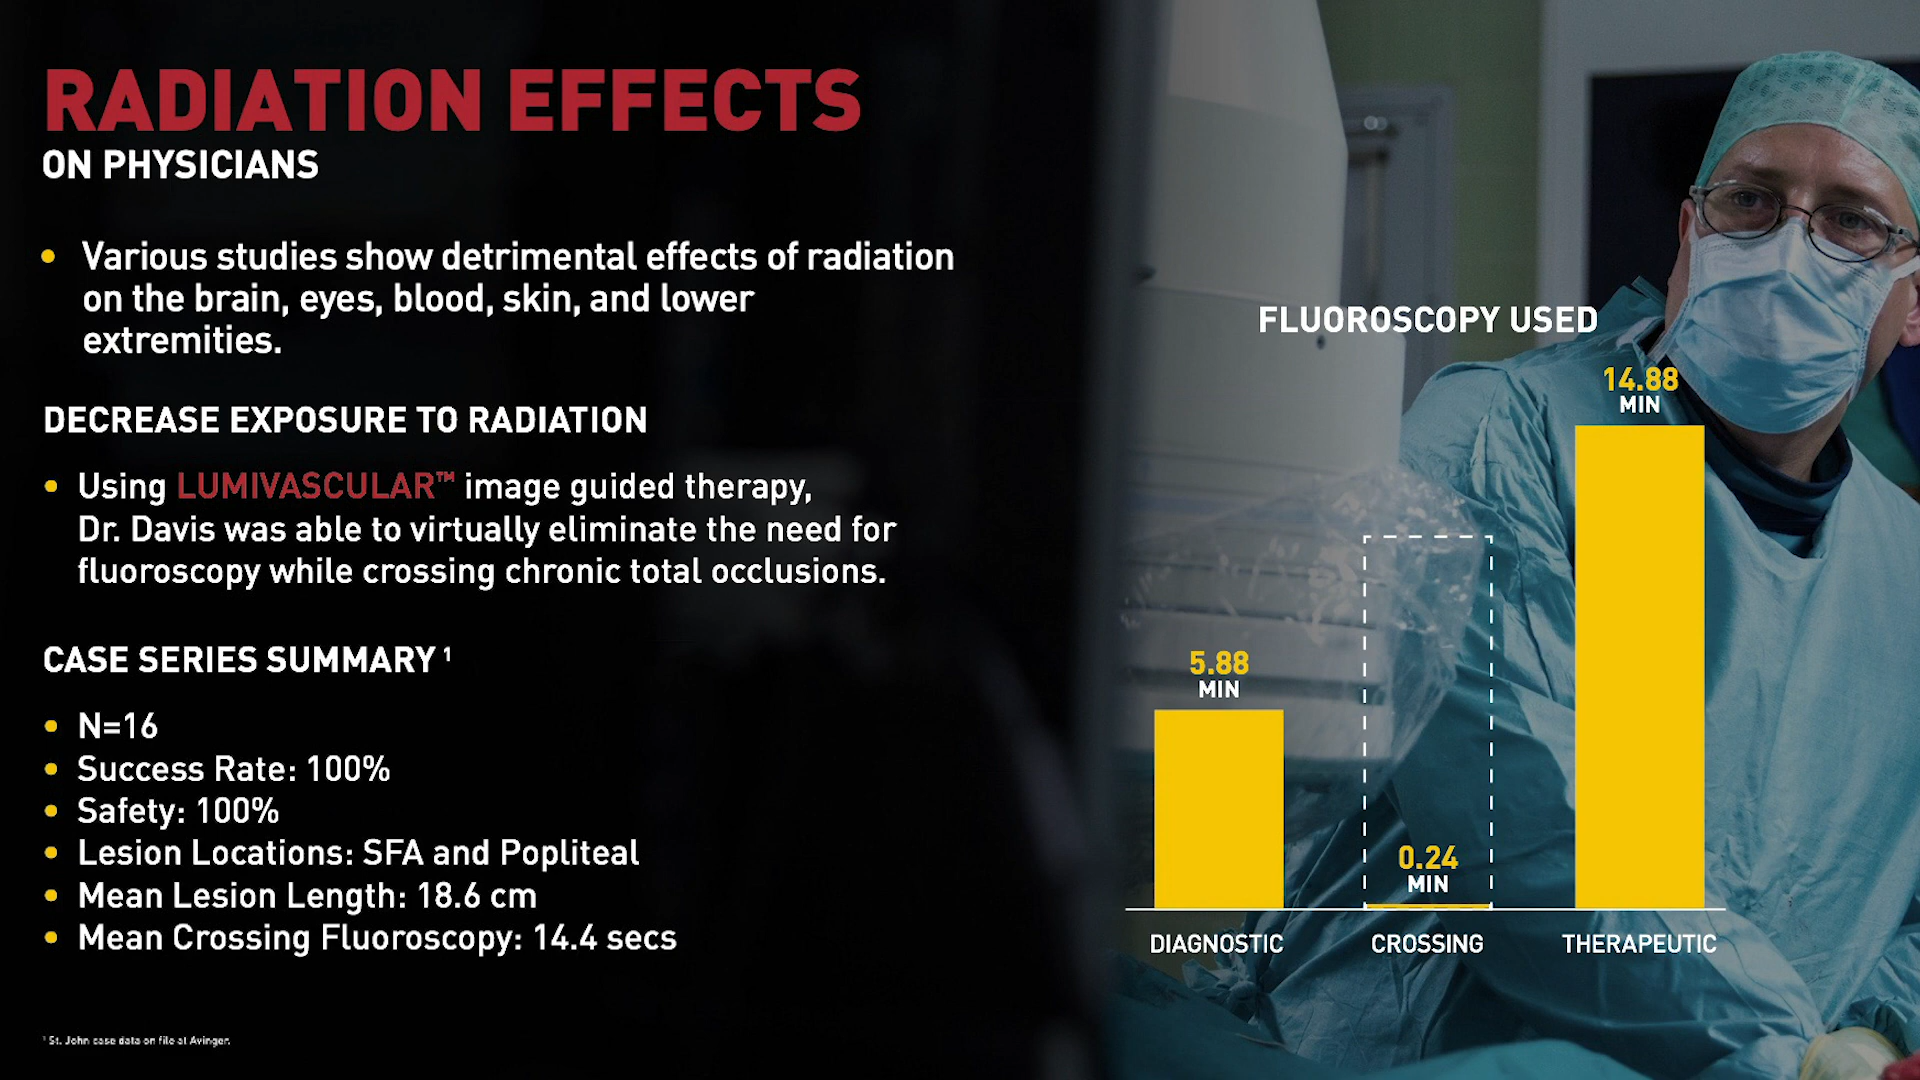 RADIATION EFFECTS
ON PHYSICIANS
• Various studies show detrimental effects of radiation
on the brain, eyes, blood, skin, and lower
extremities.
DECREASE EXPOSURE TO RADIATION
• Using LUMIVASCULAR™ image guided therapy,
Dr. Davis was able to virtually eliminate the need for
fluoroscopy while crossing chronic total occlusions.
CASE SERIES SUMMARY ¹
• N=16
• Success Rate: 100%
• Safety: 100%
• Lesion Locations: SFA and Popliteal
• Mean Lesion Length: 18.6 cm
• Mean Crossing Fluoroscopy: 14.4 secs
¹ St. John case data on file at Avinger.
FLUOROSCOPY USED
5.88
MIN
0.24
MIN
14.88
MIN
DIAGNOSTIC
CROSSING
THERAPEUTIC